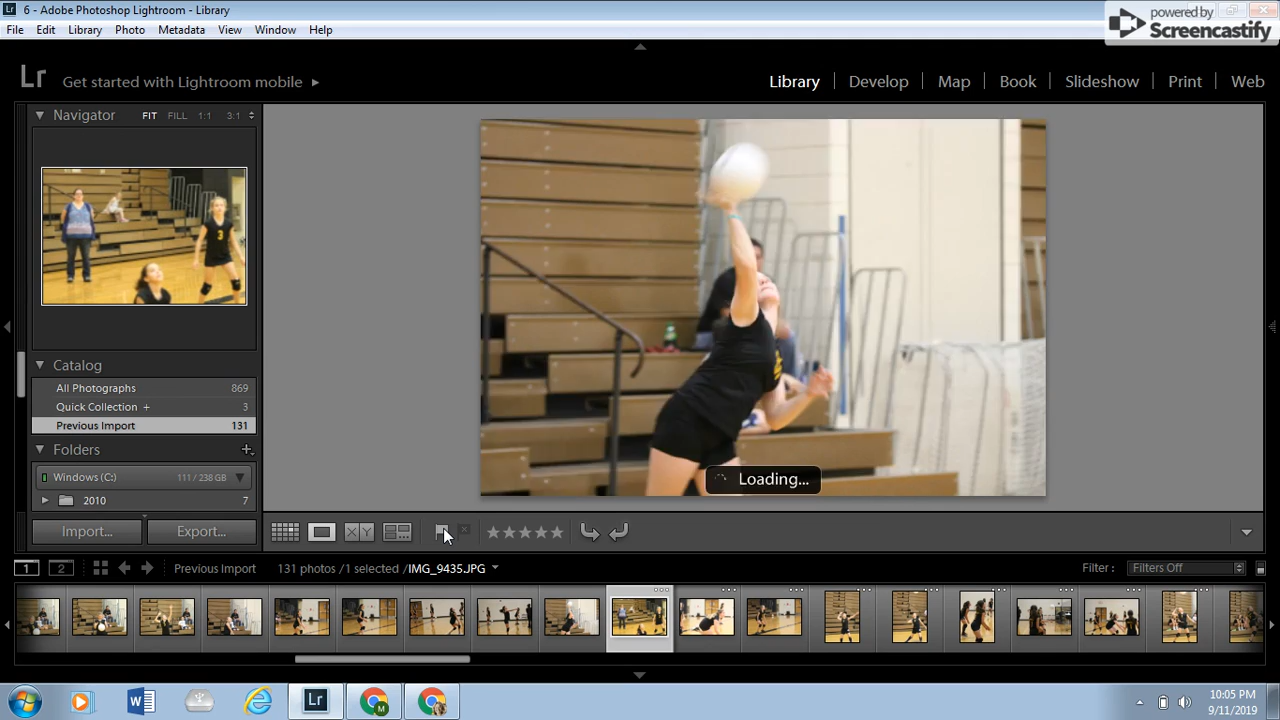 6 - Adobe Photoshop Lightroom - Library
powered by
Screencastify
File Edit Library Photo Metadata View Window Help
Lr Get started with Lightroom mobile
Library Develop Map Book Slideshow Print Web
Navigator FIT FILL 1:1 3:1
3
Catalog
All Photographs 869
Quick Collection + 3
Previous Import 131
Folders +
Windows (C:) 111 / 238 GB
2010 7
Loading...
Import... Export...
XY
1 2 Previous Import 131 photos /1 selected /IMG_9435.JPG Filter : Filters Off
W Lr M
10:05 PM
9/11/2019